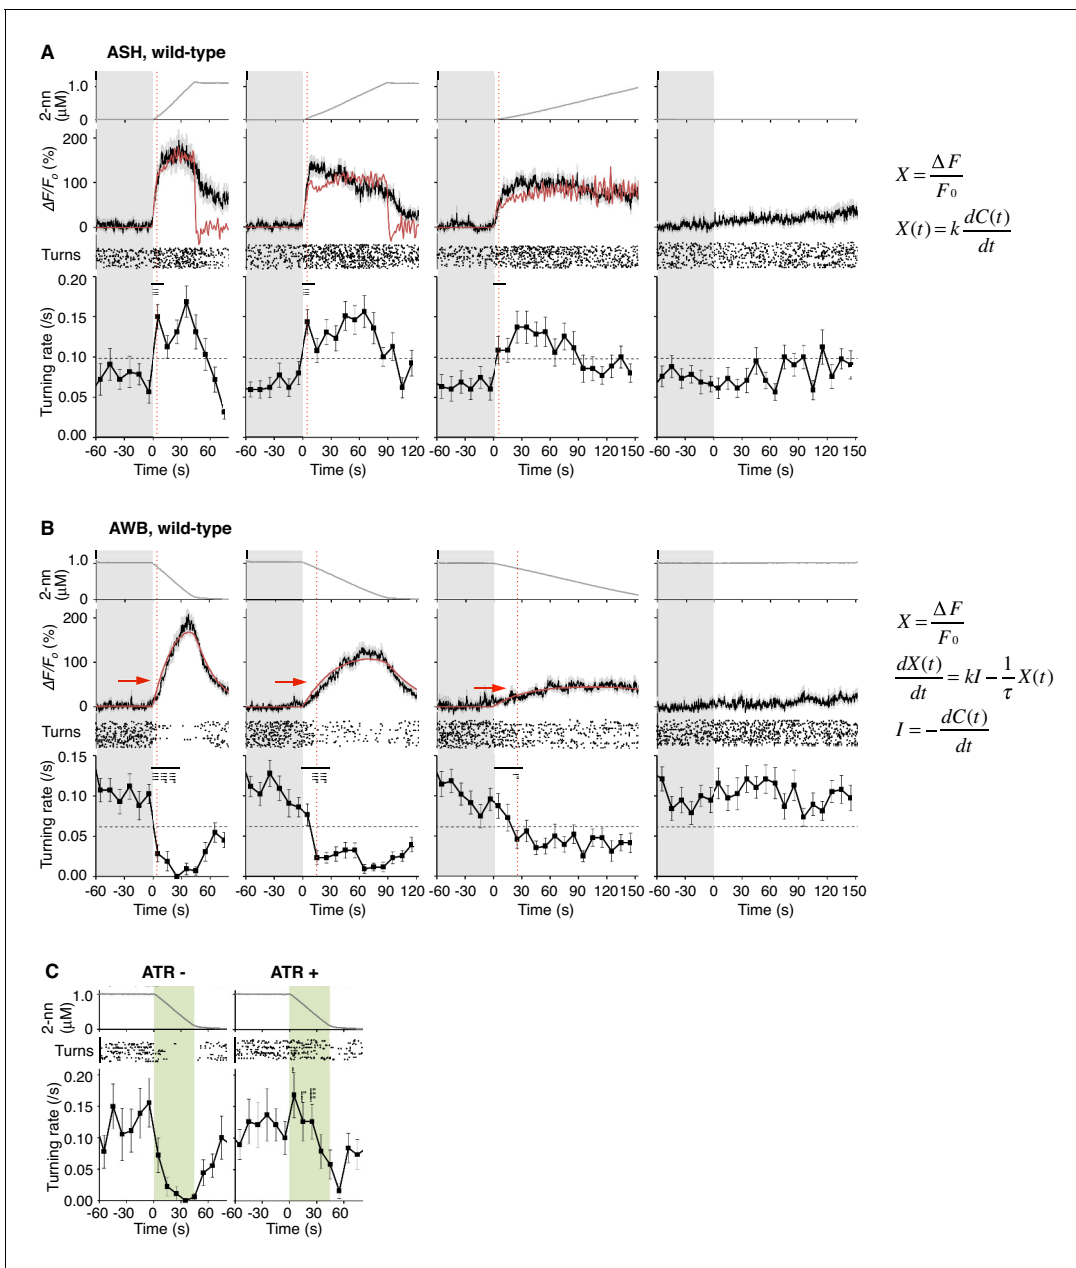 A ASH, wild-type
2-nn (μM)
1.0
0
ΔF/Fo (%)
200
100
0
Turns
Turning rate (/s)
0.20
0.15
0.10
0.05
0.00
-60 -30 0 30 60
-60 -30 0 30 60 90 120
-60 -30 0 30 60 90 120 150
-60 -30 0 30 60 90 120 150
Time (s) Time (s) Time (s) Time (s)
X = ΔF/F0
X(t) = k dC(t)/dt
B AWB, wild-type
2-nn (μM)
1.0
0
ΔF/Fo (%)
200
100
0
Turns
Turning rate (/s)
0.15
0.10
0.05
0.00
-60 -30 0 30 60
-60 -30 0 30 60 90 120
-60 -30 0 30 60 90 120 150
-60 -30 0 30 60 90 120 150
Time (s) Time (s) Time (s) Time (s)
X = ΔF/F0
dX(t)/dt = kI − 1/τ X(t)
I = − dC(t)/dt
C ATR - ATR +
2-nn (μM)
1.0
0
Turns
Turning rate (/s)
0.20
0.15
0.10
0.05
0.00
-60 -30 0 30 60
-60 -30 0 30 60
Time (s) Time (s)